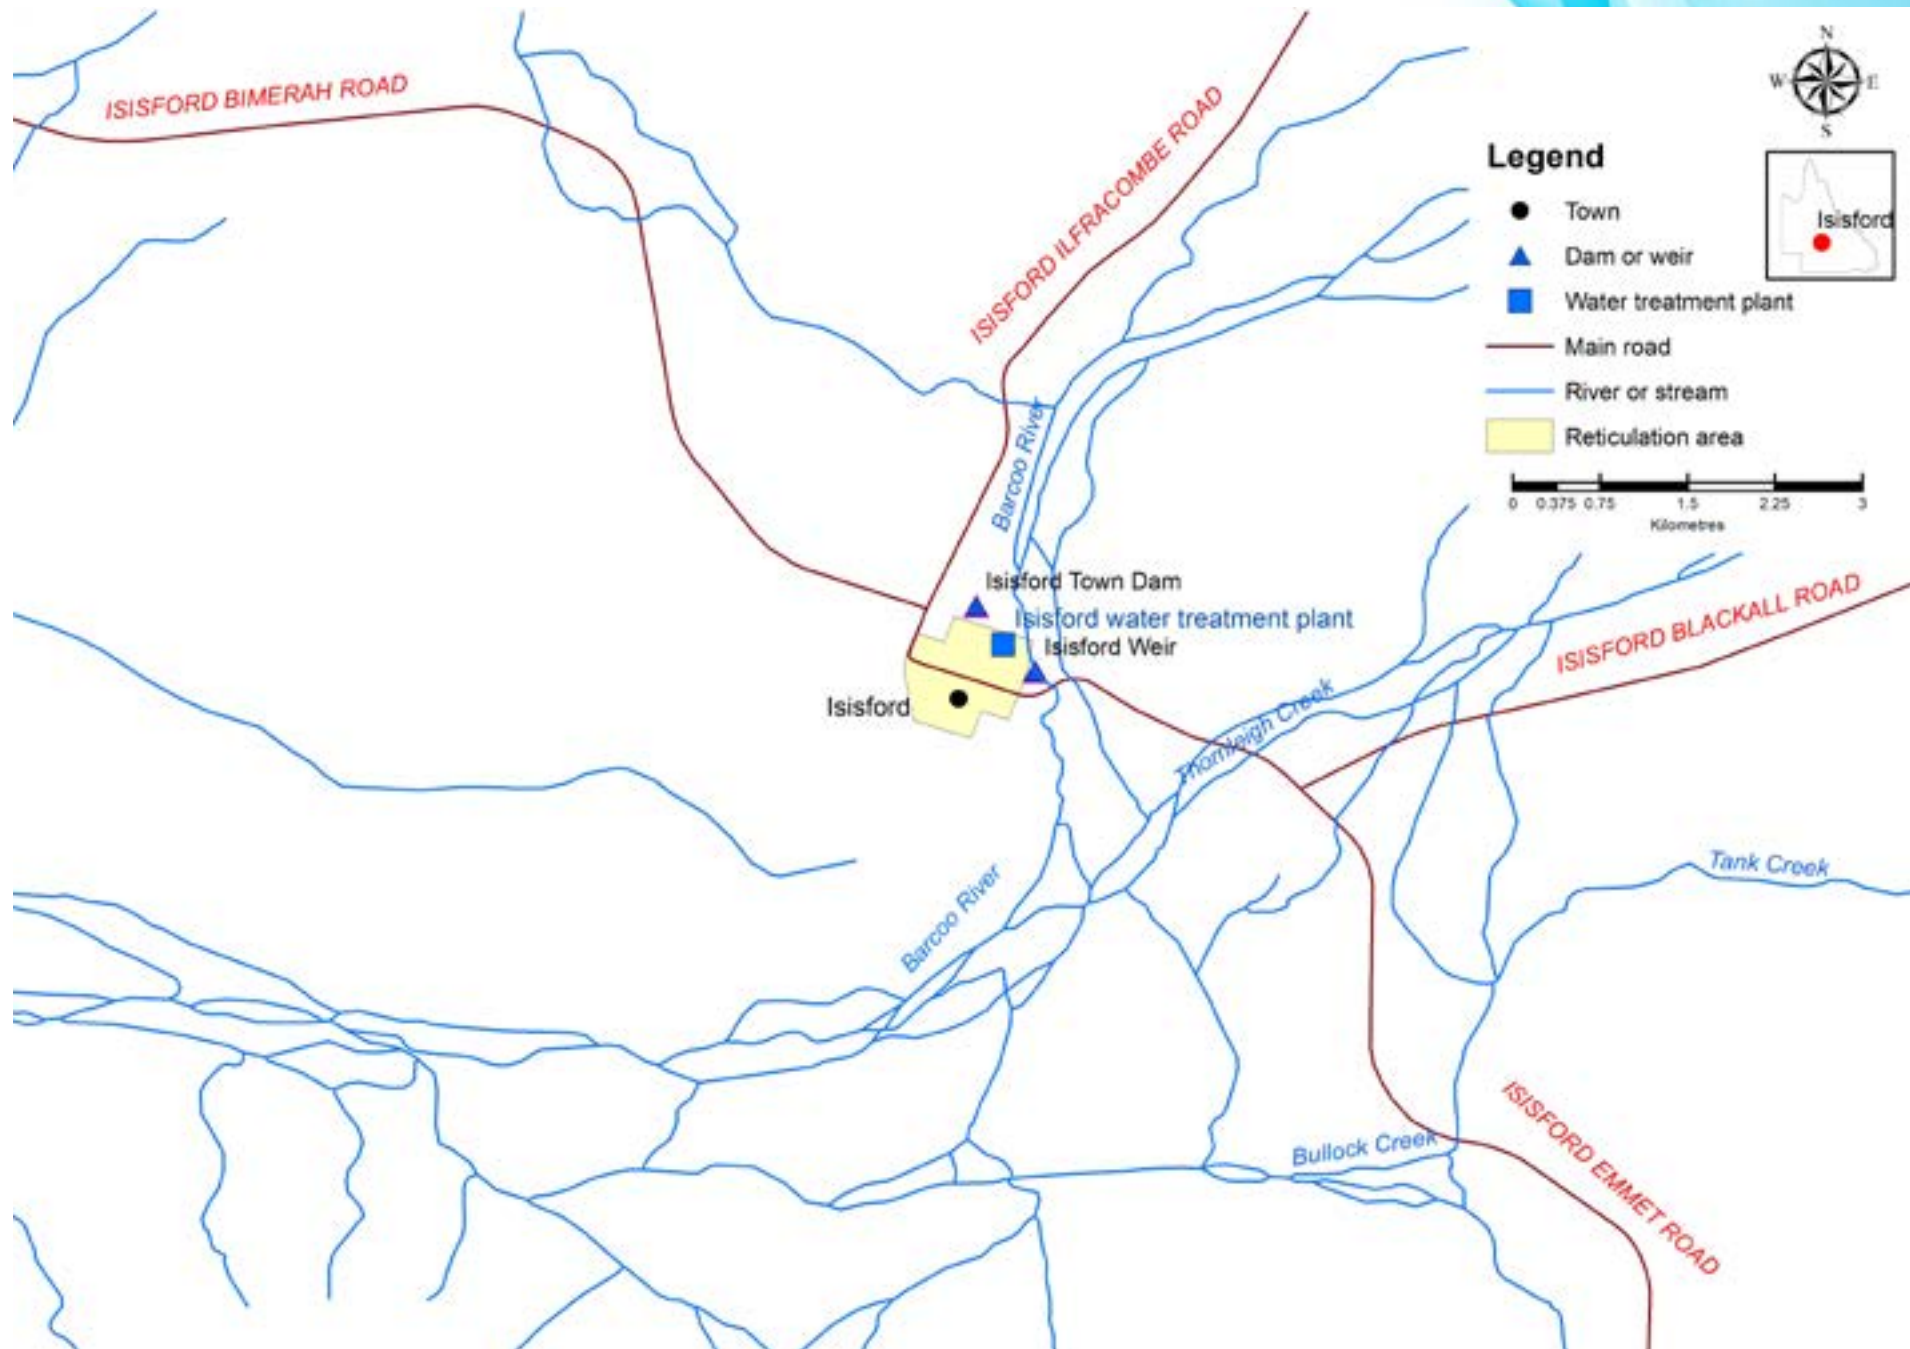 ISISFORD BIMERAH ROAD
ISISFORD ILFRACOMBE ROAD
N
W
E
S
Legend
Town
Dam or weir
Water treatment plant
Main road
River or stream
Reticulation area
Isisford
0 0.375 0.75 1.5 2.25 3
Kilometres
Barcoo River
Isisford Town Dam
Isisford water treatment plant
Isisford Weir
Isisford
ISISFORD BLACKALL ROAD
Thornleigh Creek
Tank Creek
Barcoo River
Bullock Creek
ISISFORD EMMET ROAD